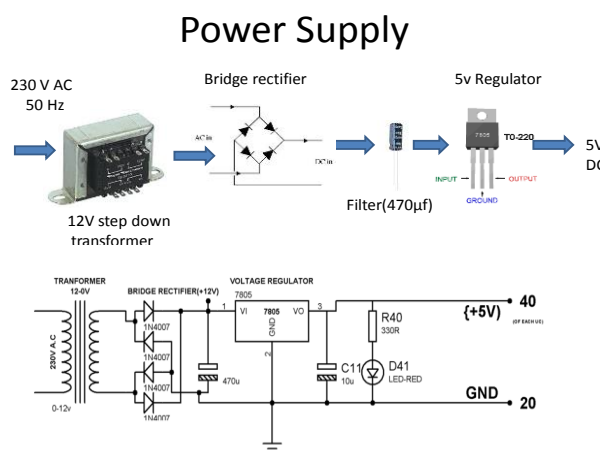 Power Supply
230 V AC
50 Hz
Bridge rectifier
5v Regulator
AC in
DC in
7805
TO-220
5V
DC
INPUT
OUTPUT
GROUND
Filter(470µf)
12V step down
transformer
TRANFORMER
12-0V
BRIDGE RECTIFIER(+12V)
VOLTAGE REGULATOR
7805
1N4007
1N4007
1N4007
1N4007
230V A.C
0-12v
470u
1
VI
7805
VO
3
GND
2
C11
10u
R40
330R
D41
LED-RED
{+5V)
40
(OF EACH UC)
GND
20